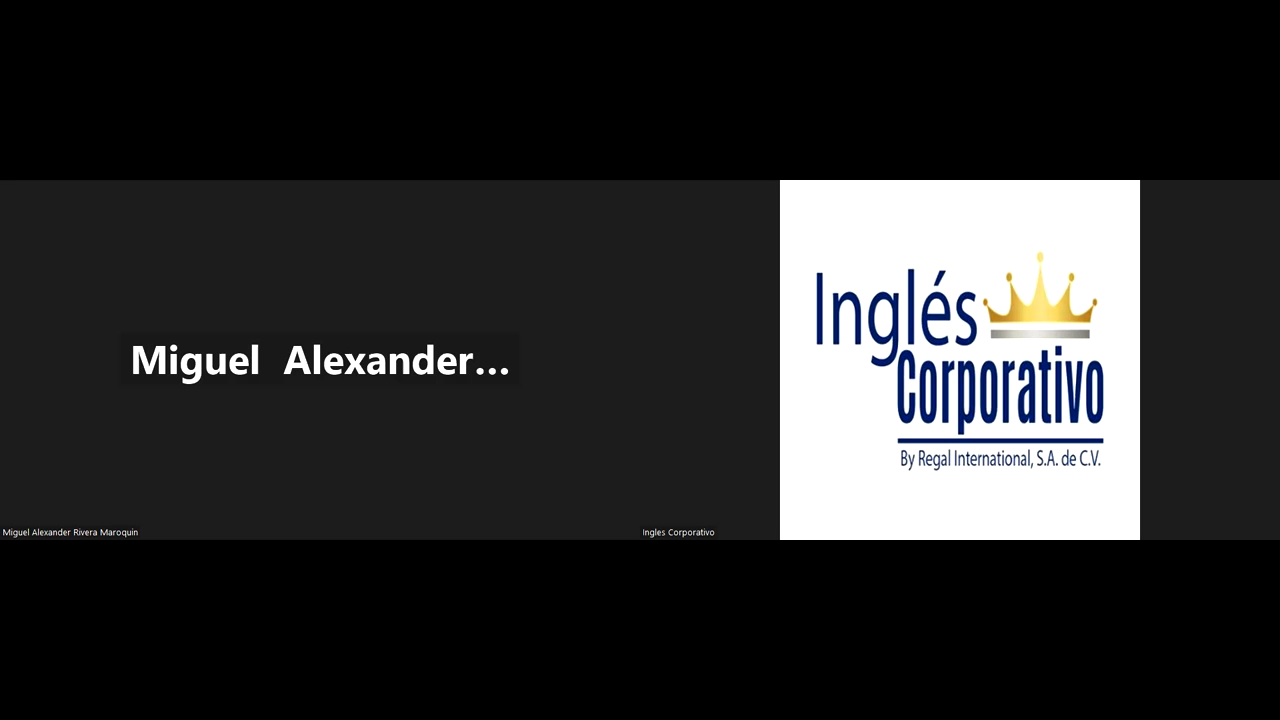 Miguel Alexander...
Miguel Alexander Rivera Maroquin
Inglés
Corporativo
By Regal International, S.A. de C.V.
Ingles Corporativo